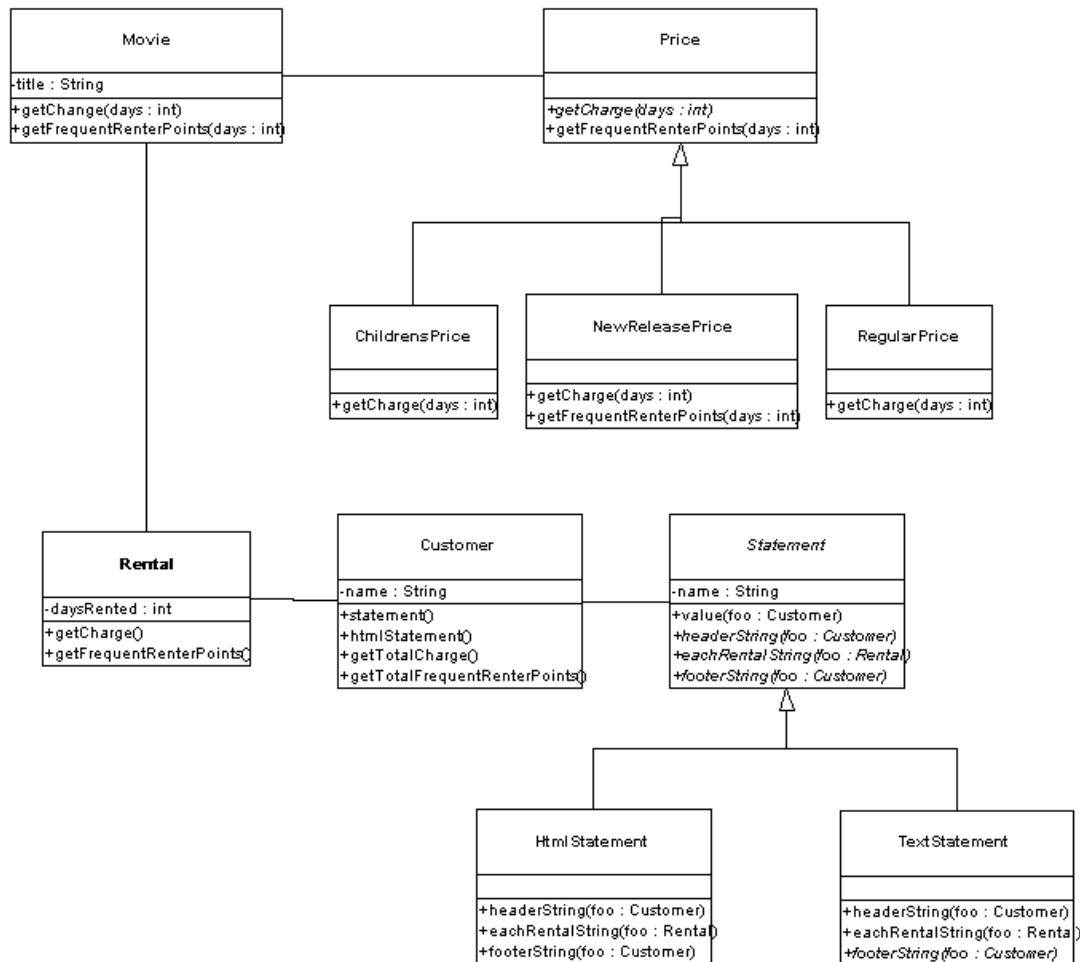 Movie
-title : String
+getChange(days : int)
+getFrequentRenterPoints(days : int)
Price
+getCharge(days : int)
+getFrequentRenterPoints(days : int)
ChildrensPrice
+getCharge(days : int)
NewReleasePrice
+getCharge(days : int)
+getFrequentRenterPoints(days : int)
RegularPrice
+getCharge(days : int)
Rental
-daysRented : int
+getCharge()
+getFrequentRenterPoints()
Customer
-name : String
+statement()
+htmlStatement()
+getTotalCharge()
+getTotalFrequentRenterPoints()
Statement
-name : String
+value(foo : Customer)
+headerString(foo : Customer)
+eachRentalString(foo : Rental)
+footerString(foo : Customer)
HtmlStatement
+headerString(foo : Customer)
+eachRentalString(foo : Rental)
+footerString(foo : Customer)
TextStatement
+headerString(foo : Customer)
+eachRentalString(foo : Rental)
+footerString(foo : Customer)